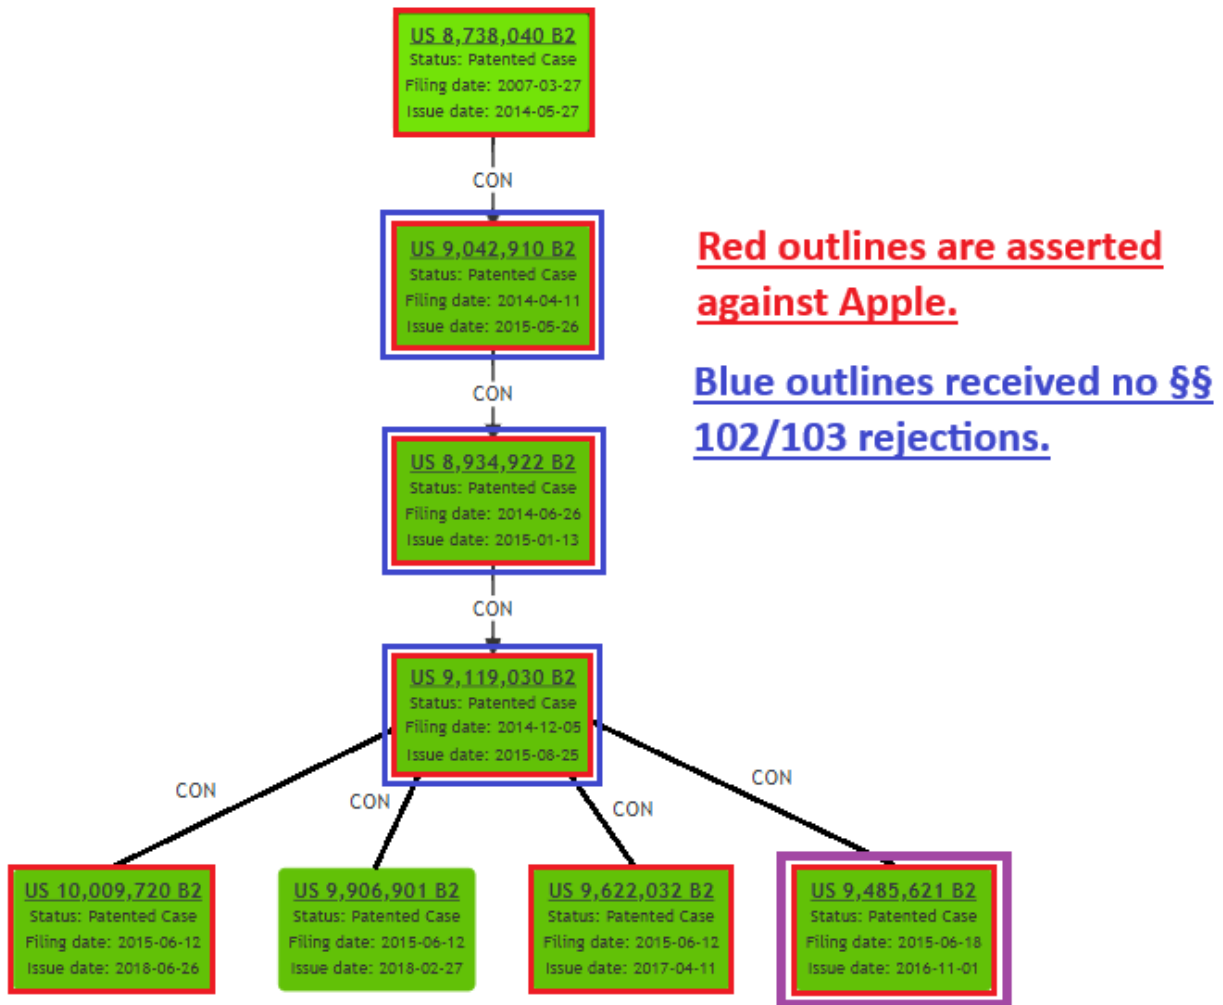 US 8,738,040 B2
Status: Patented Case
Filing date: 2007-03-27
Issue date: 2014-05-27
CON
US 9,042,910 B2
Status: Patented Case
Filing date: 2014-04-11
Issue date: 2015-05-26
Red outlines are asserted
against Apple.
Blue outlines received no §§
102/103 rejections.
CON
US 8,934,922 B2
Status: Patented Case
Filing date: 2014-06-26
Issue date: 2015-01-13
CON
US 9,119,030 B2
Status: Patented Case
Filing date: 2014-12-05
Issue date: 2015-08-25
CON
CON
CON
CON
US 10,009,720 B2
Status: Patented Case
Filing date: 2015-06-12
Issue date: 2018-06-26
US 9,906,901 B2
Status: Patented Case
Filing date: 2015-06-12
Issue date: 2018-02-27
US 9,622,032 B2
Status: Patented Case
Filing date: 2015-06-12
Issue date: 2017-04-11
US 9,485,621 B2
Status: Patented Case
Filing date: 2015-06-18
Issue date: 2016-11-01